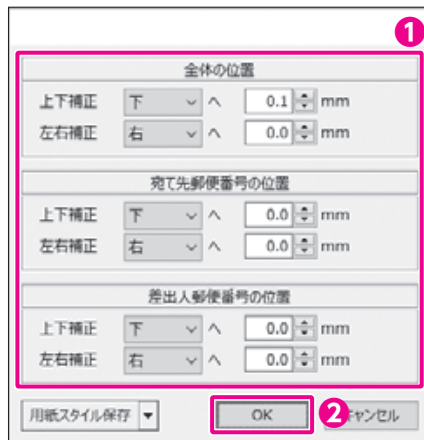 1
全体の位置
上下補正 下 へ 0.1 mm
左右補正 右 へ 0.0 mm
宛て先郵便番号の位置
上下補正 下 へ 0.0 mm
左右補正 右 へ 0.0 mm
差出人郵便番号の位置
上下補正 下 へ 0.0 mm
左右補正 右 へ 0.0 mm
用紙スタイル保存 OK 2 キャンセル